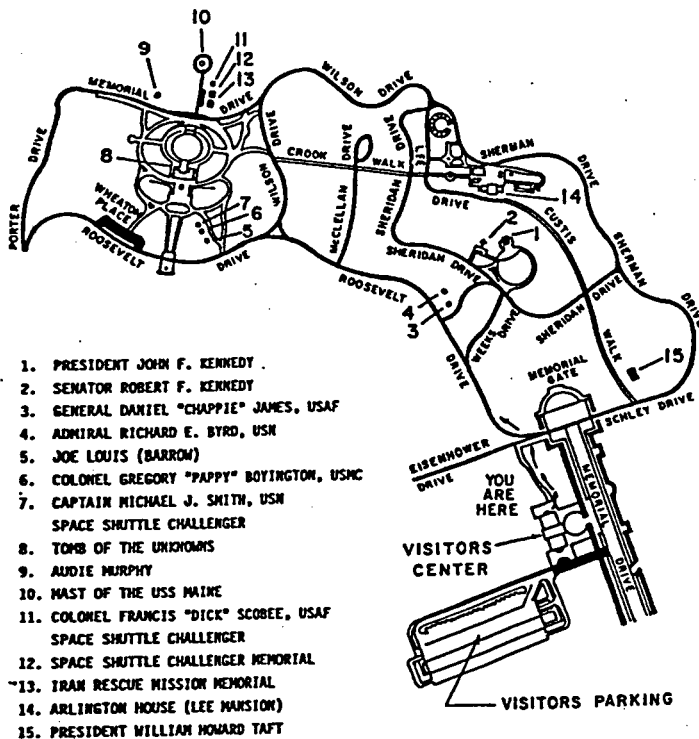 10
11
9
12
13
WILSON DRIVE
MEMORIAL DRIVE
DRIVE
DRIVE
DRIVE
LEE
SHERMAN
DRIVE
CROOK WALK
8
14
PORTER DRIVE
WHEATON PLACE
WILSON
MCCLELLAN
SHERIDAN
DRIVE
CUSTIS
7
6
5
2
1
ROOSEVELT DRIVE
SHERIDAN DRIVE
SHERMAN
DRIVE
ROOSEVELT
4
3
WEEKS DRIVE
SHERIDAN DRIVE
DRIVE
WALK
15
MEMORIAL GATE
SCHLEY DRIVE
1. PRESIDENT JOHN F. KENNEDY
2. SENATOR ROBERT F. KENNEDY
3. GENERAL DANIEL "CHAPPIE" JAMES, USAF
4. ADMIRAL RICHARD E. BYRD, USN
5. JOE LOUIS (BARROW)
6. COLONEL GREGORY "PAPPY" BOYINGTON, USMC
7. CAPTAIN MICHAEL J. SMITH, USN
SPACE SHUTTLE CHALLENGER
8. TOMB OF THE UNKNOWNS
9. AUDIE MURPHY
10. MAST OF THE USS MAINE
11. COLONEL FRANCIS "DICK" SCOBEE, USAF
SPACE SHUTTLE CHALLENGER
12. SPACE SHUTTLE CHALLENGER MEMORIAL
13. IRAN RESCUE MISSION MEMORIAL
14. ARLINGTON HOUSE (LEE MANSION)
15. PRESIDENT WILLIAM HOWARD TAFT
EISENHOWER
DRIVE
YOU
ARE
HERE
MEMORIAL
DRIVE
VISITORS
CENTER
VISITORS PARKING